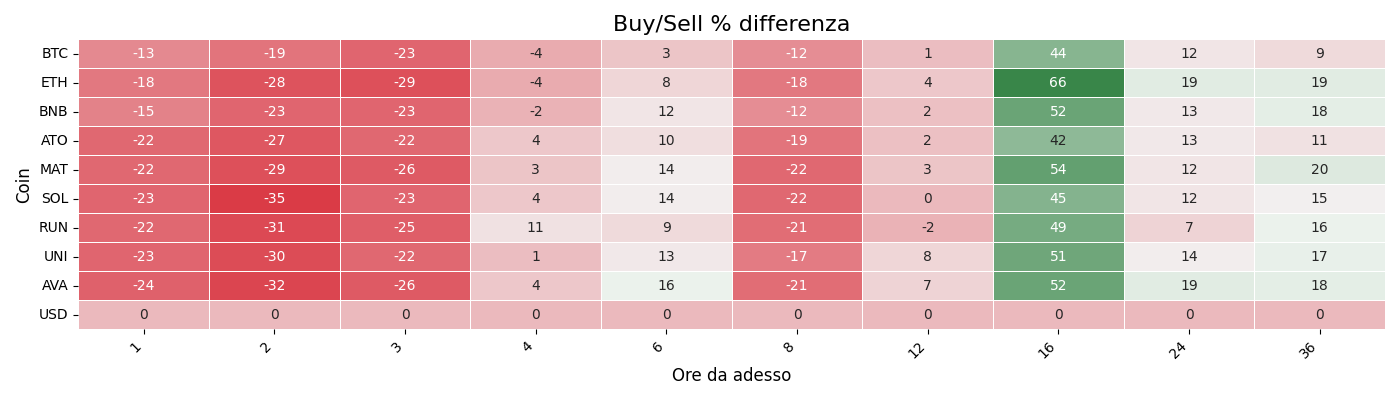 Buy/Sell % differenza
Coin
BTC -13 -19 -23 -4 3 -12 1 44 12 9
ETH -18 -28 -29 -4 8 -18 4 66 19 19
BNB -15 -23 -23 -2 12 -12 2 52 13 18
ATO -22 -27 -22 4 10 -19 2 42 13 11
MAT -22 -29 -26 3 14 -22 3 54 12 20
SOL -23 -35 -23 4 14 -22 0 45 12 15
RUN -22 -31 -25 11 9 -21 -2 49 7 16
UNI -23 -30 -22 1 13 -17 8 51 14 17
AVA -24 -32 -26 4 16 -21 7 52 19 18
USD 0 0 0 0 0 0 0 0 0 0
1 2 3 4 6 8 12 16 24 36
Ore da adesso